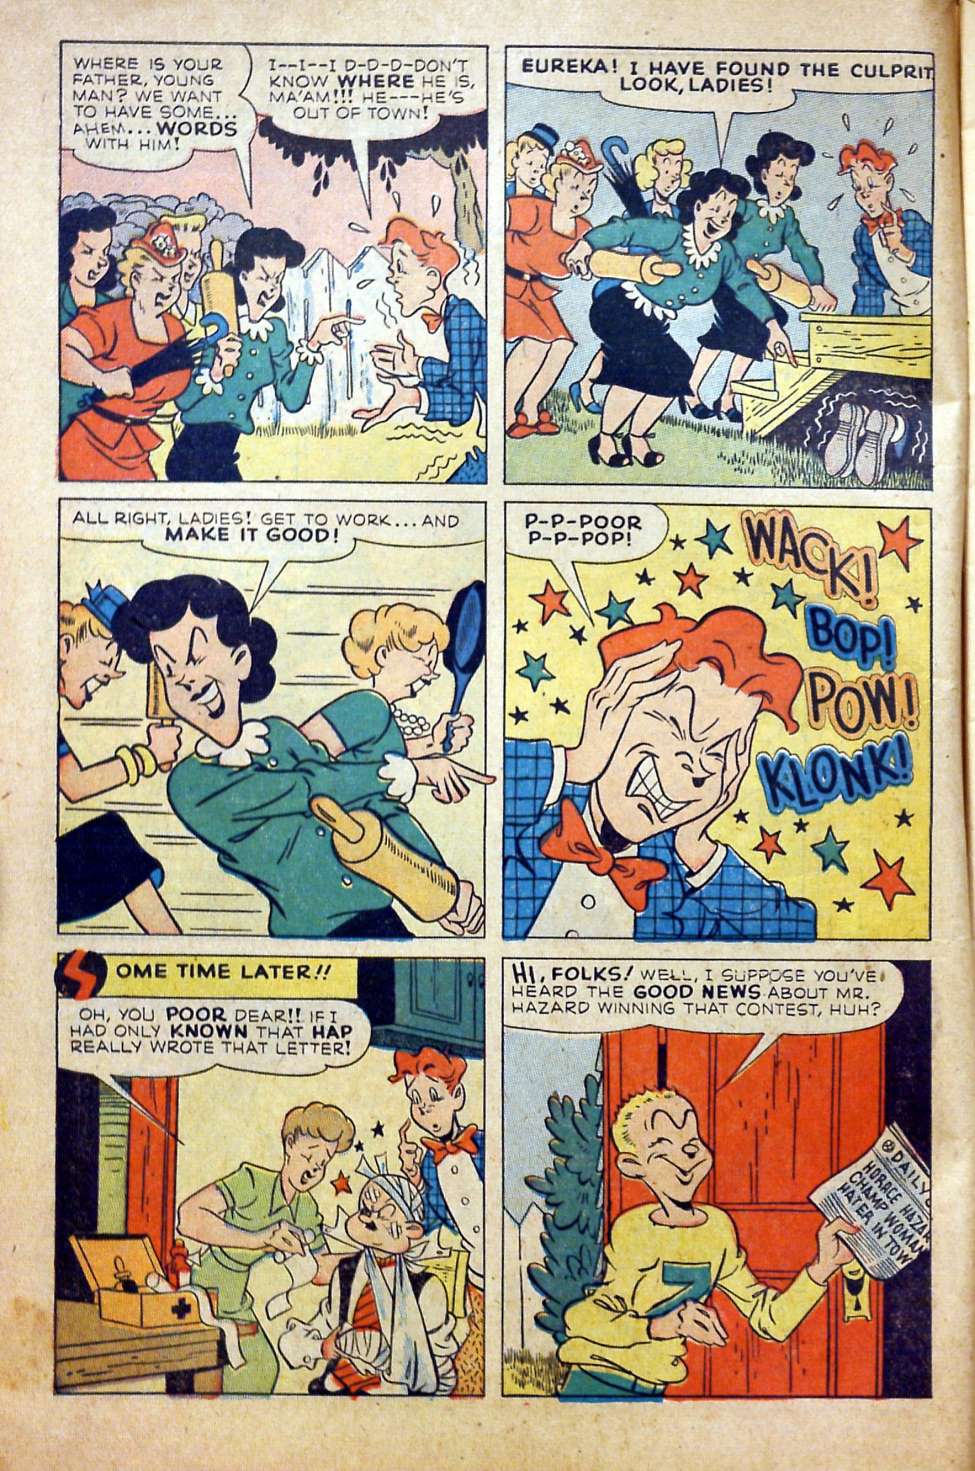 WHERE IS YOUR
FATHER, YOUNG
MAN? WE WANT
TO HAVE SOME...
AHEM... WORDS
WITH HIM!
I--I--I D-D-D-DON'T
KNOW WHERE HE IS,
MA'AM!!! HE---HE'S
OUT OF TOWN!
EUREKA! I HAVE FOUND THE CULPRIT
LOOK, LADIES!
ALL RIGHT, LADIES! GET TO WORK...AND
MAKE IT GOOD!
P-P-POOR
P-P-POP!
WACK!
BOP!
POW!
KLONK!
SOME TIME LATER!!
OH, YOU POOR DEAR!! IF I
HAD ONLY KNOWN THAT HAP
REALLY WROTE THAT LETTER!
HI, FOLKS! WELL, I SUPPOSE YOU'VE
HEARD THE GOOD NEWS ABOUT MR.
HAZARD WINNING THAT CONTEST, HUH?
DAILY
HORACE HAZAR
CHAMP WOMAN
HATER IN TOW
7